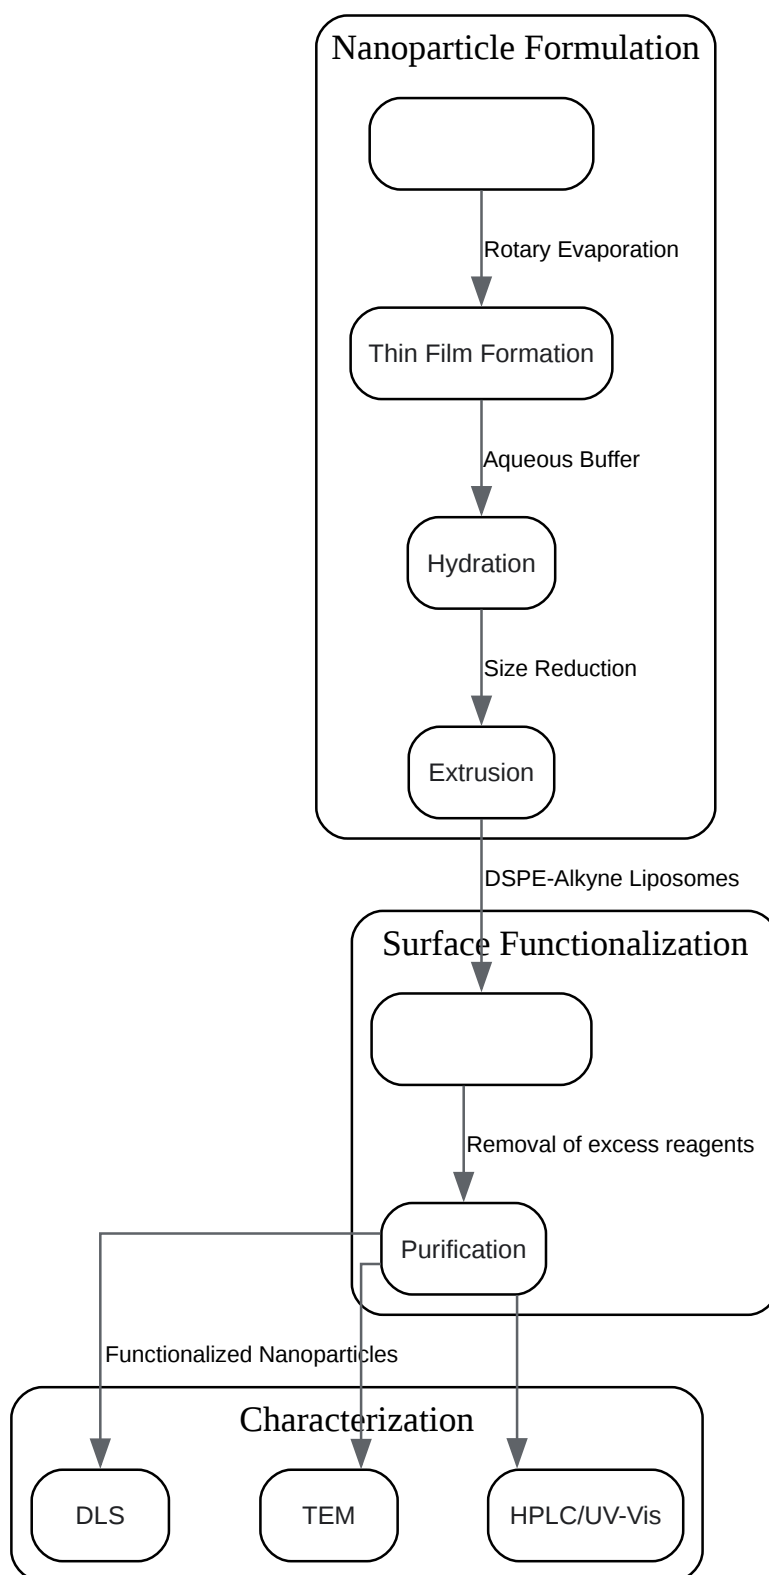 Nanoparticle Formulation
Rotary Evaporation
Thin Film Formation
Aqueous Buffer
Hydration
Size Reduction
Extrusion
DSPE-Alkyne Liposomes
Surface Functionalization
Removal of excess reagents
Purification
Functionalized Nanoparticles
Characterization
DLS
TEM
HPLC/UV-Vis